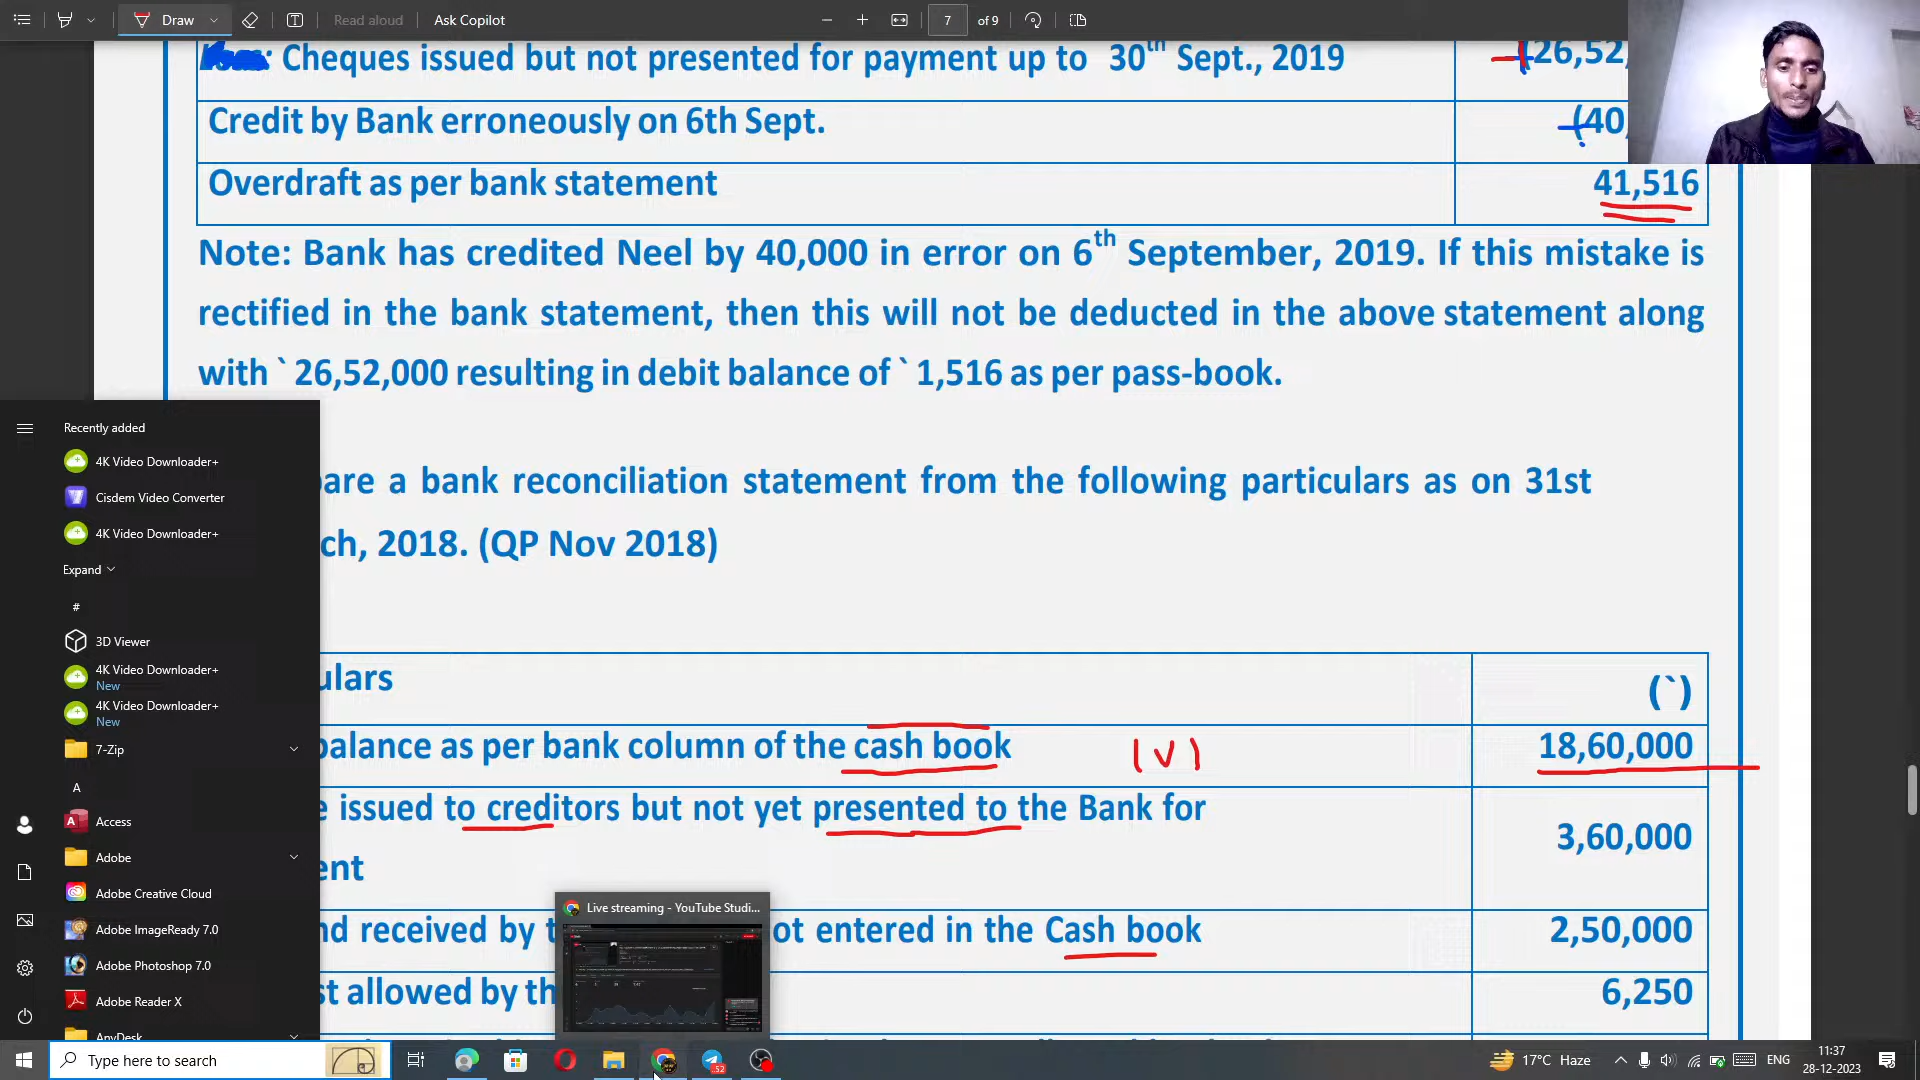 Draw
Read aloud
Ask Copilot
7
of 9
Cheques issued but not presented for payment up to 30th Sept., 2019
(26,52,
Credit by Bank erroneously on 6th Sept.
(40,
Overdraft as per bank statement
41,516
Note: Bank has credited Neel by 40,000 in error on 6th September, 2019. If this mistake is
rectified in the bank statement, then this will not be deducted in the above statement along
with ` 26,52,000 resulting in debit balance of ` 1,516 as per pass-book.
pare a bank reconciliation statement from the following particulars as on 31st
ch, 2018. (QP Nov 2018)
ulars
(`)
balance as per bank column of the cash book
18,60,000
e issued to creditors but not yet presented to the Bank for
ent
3,60,000
nd received by t
ot entered in the Cash book
2,50,000
st allowed by th
6,250
Recently added
4K Video Downloader+
Cisdem Video Converter
4K Video Downloader+
Expand
#
3D Viewer
4K Video Downloader+
New
4K Video Downloader+
New
7-Zip
A
Access
Adobe
Adobe Creative Cloud
Adobe ImageReady 7.0
Adobe Photoshop 7.0
Adobe Reader X
AnyDesk
Live streaming - YouTube Studi...
Type here to search
52
17°C Haze
ENG
11:37
28-12-2023